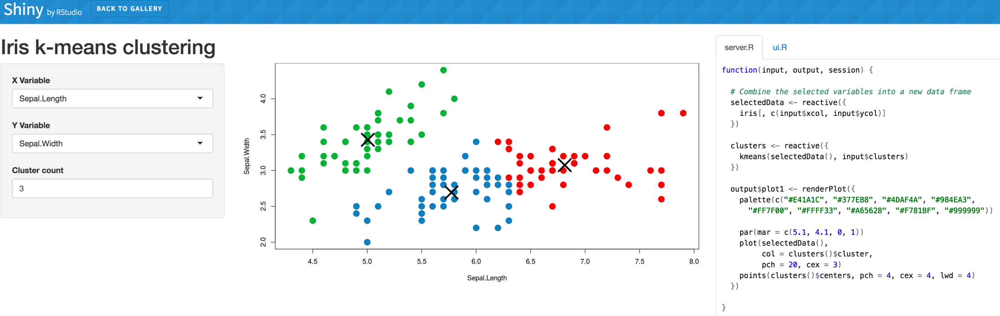 Shiny by RStudio
BACK TO GALLERY
Iris k-means clustering
X Variable
Sepal.Length
Y Variable
Sepal.Width
Cluster count
3
Sepal.Width
4.0
3.5
3.0
2.5
2.0
4.5 5.0 5.5 6.0 6.5 7.0 7.5 8.0
Sepal.Length
server.R ui.R
function(input, output, session) {
# Combine the selected variables into a new data frame
selectedData <- reactive({
iris[, c(input$xcol, input$ycol)]
})
clusters <- reactive({
kmeans(selectedData(), input$clusters)
})
output$plot1 <- renderPlot({
palette(c("#E41A1C", "#377EB8", "#4DAF4A", "#984EA3",
"#FF7F00", "#FFFF33", "#A65628", "#F781BF", "#999999"))
par(mar = c(5.1, 4.1, 0, 1))
plot(selectedData(),
col = clusters()$cluster,
pch = 20, cex = 3)
points(clusters()$centers, pch = 4, cex = 4, lwd = 4)
})
}